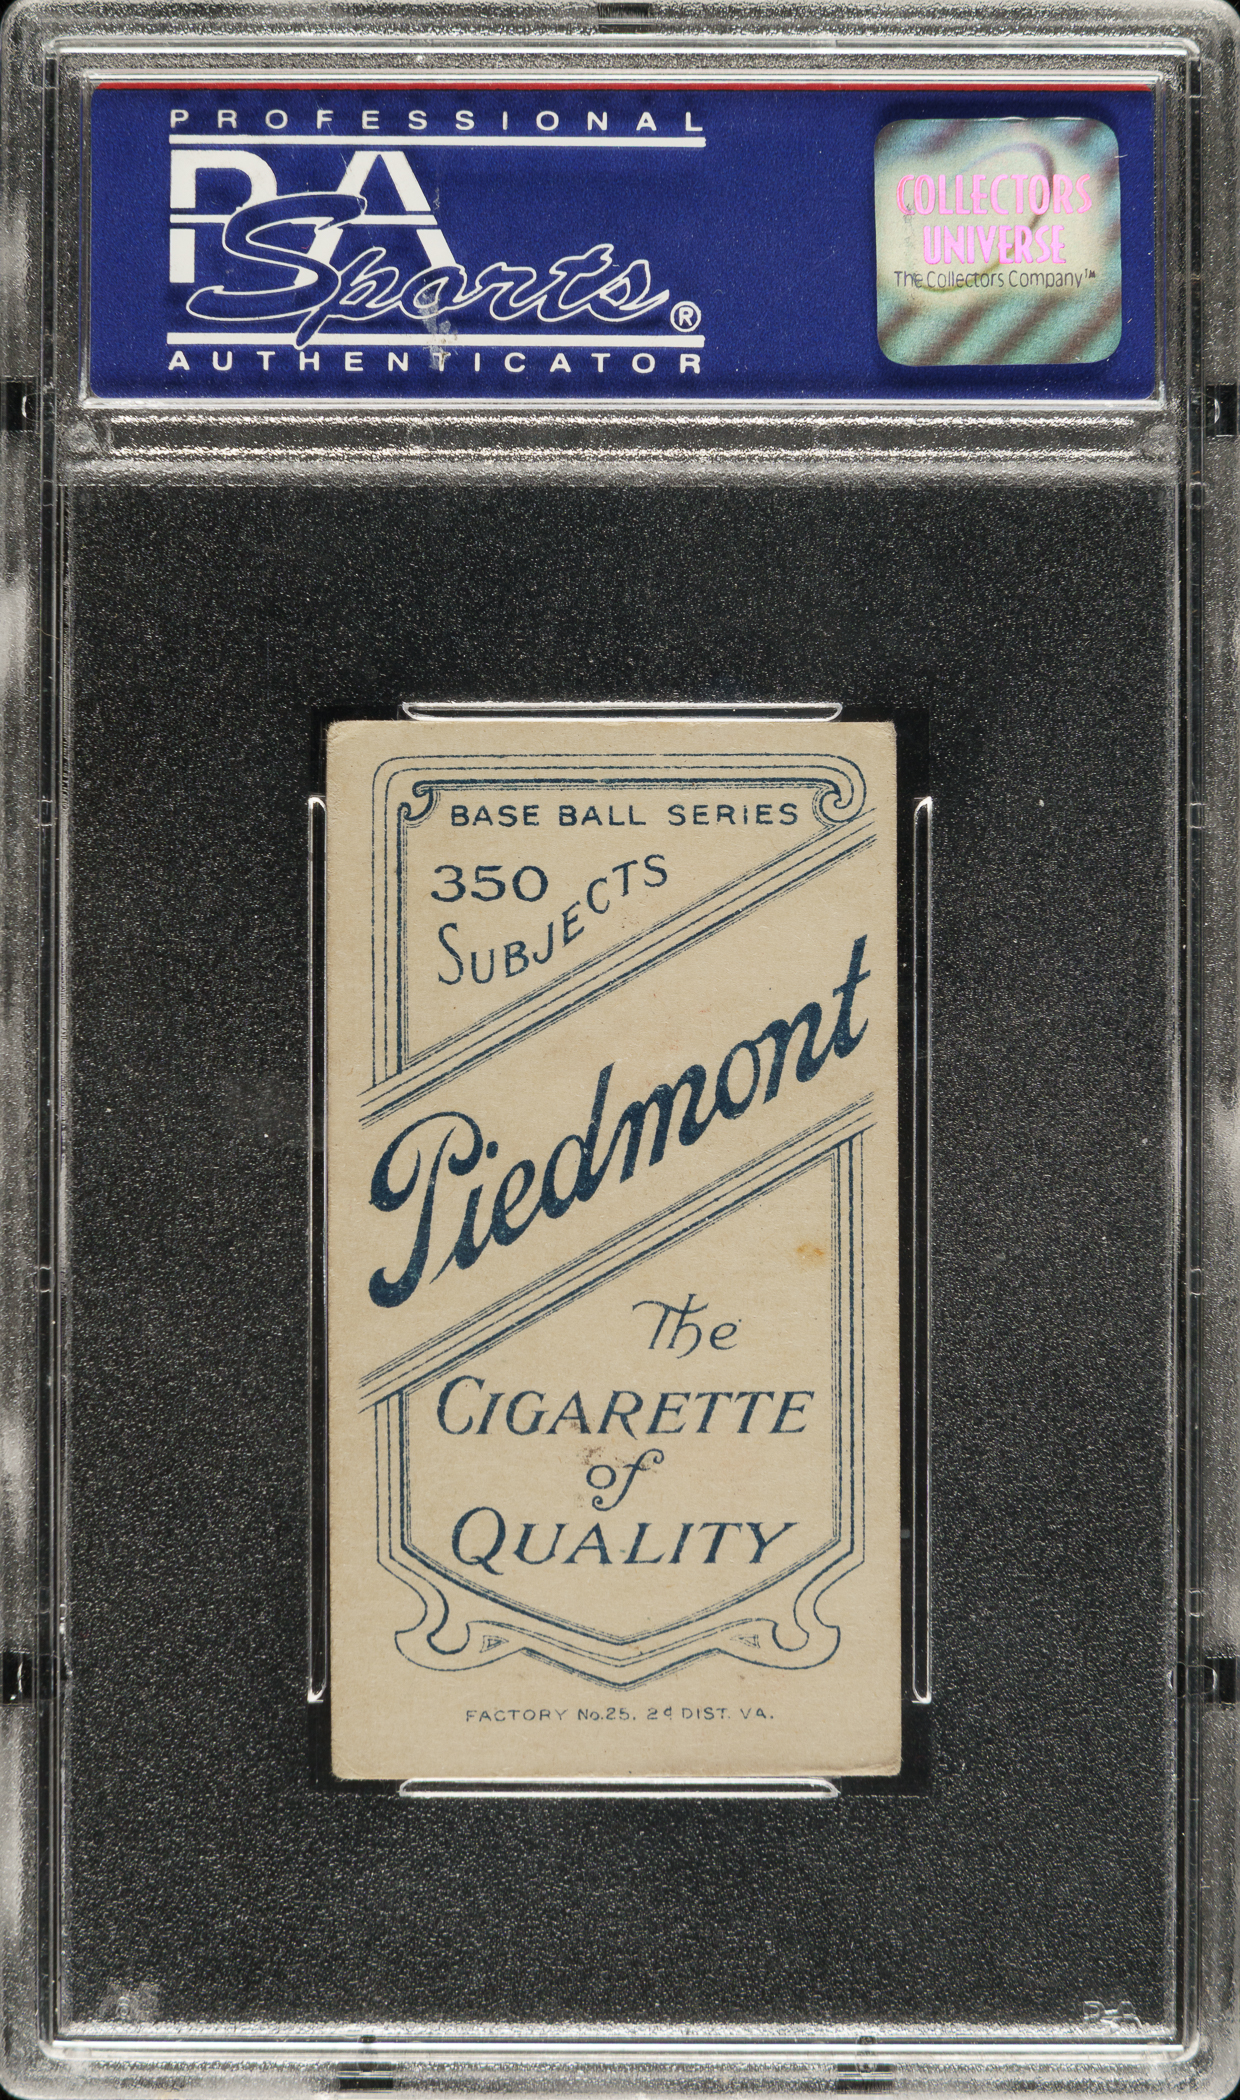 PROFESSIONAL
PSA
Sports®
AUTHENTICATOR
COLLECTORS
UNIVERSE
The Collectors Company™
BASE BALL SERIES
350
SUBJECTS
Piedmont
The
CIGARETTE
of
QUALITY
FACTORY No.25. 2d DIST. VA.
PSA